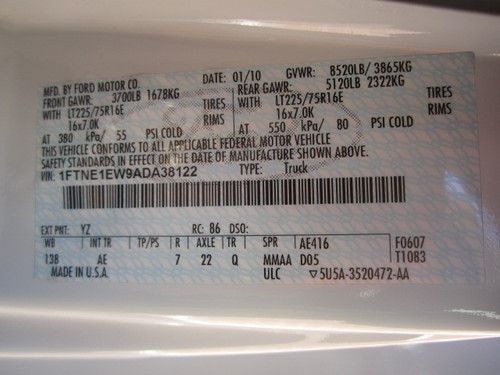 MFD. BY FORD MOTOR CO.
DATE: 01/10 GVWR: 8520LB/ 3865KG
FRONT GAWR: 3700LB 1678KG
REAR GAWR: 5120LB 2322KG
WITH LT225/75R16E TIRES
WITH LT225/75R16E TIRES
16x7.0K RIMS
16x7.0K RIMS
AT 380 kPa/ 55 PSI COLD
AT 550 kPa/ 80 PSI COLD
THIS VEHICLE CONFORMS TO ALL APPLICABLE FEDERAL MOTOR VEHICLE
SAFETY STANDARDS IN EFFECT ON THE DATE OF MANUFACTURE SHOWN ABOVE.
VIN: 1FTNE1EW9ADA38122 TYPE: Truck
EXT PNT: YZ RC: 86 DSO:
WB INT TR TP/PS R AXLE TR SPR AE416 F0607
138 AE 7 22 Q MMAA D05 T1083
MADE IN U.S.A. ULC ▽5U5A-3520472-AA